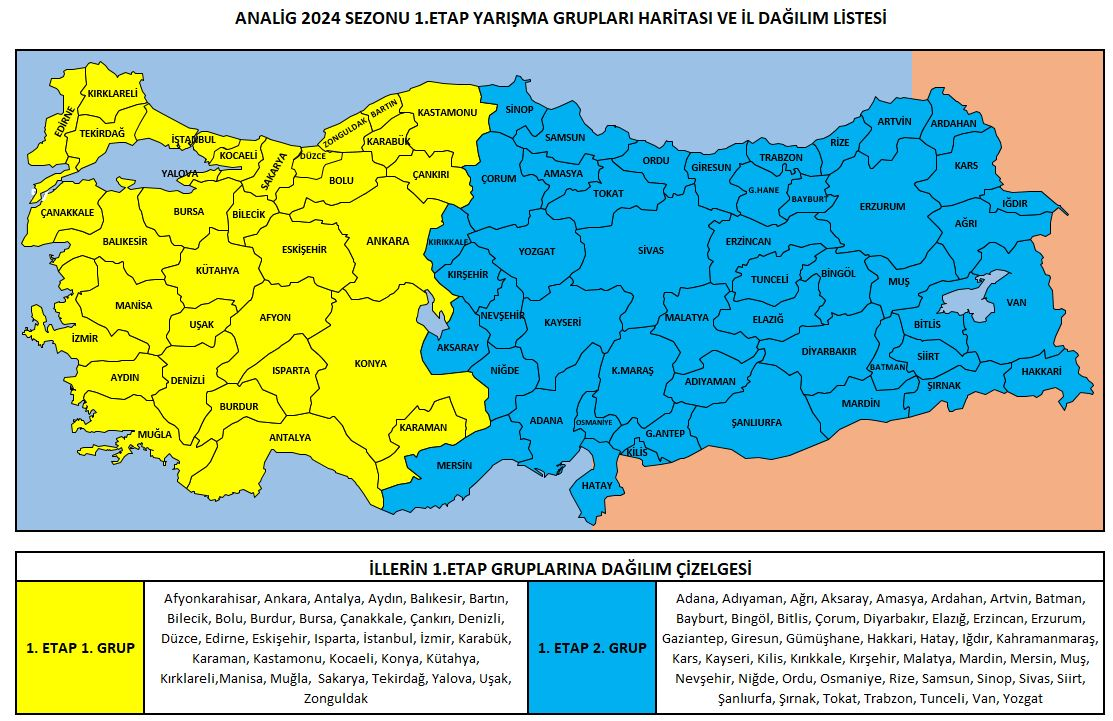 ANALİG 2024 SEZONU 1.ETAP YARIŞMA GRUPLARI HARİTASI VE İL DAĞILIM LİSTESİ
KIRKLARELİ
EDİRNE
TEKİRDAĞ
İSTANBUL
KOCAELİ
YALOVA
SAKARYA
DÜZCE
ZONGULDAK
BARTIN
KARABÜK
KASTAMONU
BOLU
ÇANKIRI
SİNOP
SAMSUN
ÇORUM
AMASYA
TOKAT
ORDU
GİRESUN
TRABZON
G.HANE
BAYBURT
RİZE
ARTVİN
ARDAHAN
KARS
IĞDIR
AĞRI
ERZURUM
ÇANAKKALE
BALIKESİR
BURSA
BİLECİK
ESKİŞEHİR
ANKARA
KIRIKKALE
KIRŞEHİR
YOZGAT
SİVAS
ERZİNCAN
TUNCELİ
BİNGÖL
MUŞ
VAN
BİTLİS
KÜTAHYA
MANİSA
UŞAK
AFYON
İZMİR
AYDIN
DENİZLİ
ISPARTA
BURDUR
KONYA
AKSARAY
NEVŞEHİR
KAYSERİ
NİĞDE
MALATYA
ELAZIĞ
DİYARBAKIR
BATMAN
SİİRT
ŞIRNAK
HAKKARİ
MARDİN
K.MARAŞ
ADIYAMAN
ŞANLIURFA
MUĞLA
ANTALYA
KARAMAN
MERSİN
ADANA
OSMANİYE
G.ANTEP
KİLİS
HATAY
İLLERİN 1.ETAP GRUPLARINA DAĞILIM ÇİZELGESİ
1. ETAP 1. GRUP
Afyonkarahisar, Ankara, Antalya, Aydın, Balıkesir, Bartın,
Bilecik, Bolu, Burdur, Bursa, Çanakkale, Çankırı, Denizli,
Düzce, Edirne, Eskişehir, Isparta, İstanbul, İzmir, Karabük,
Karaman, Kastamonu, Kocaeli, Konya, Kütahya,
Kırklareli,Manisa, Muğla, Sakarya, Tekirdağ, Yalova, Uşak,
Zonguldak
1. ETAP 2. GRUP
Adana, Adıyaman, Ağrı, Aksaray, Amasya, Ardahan, Artvin, Batman,
Bayburt, Bingöl, Bitlis, Çorum, Diyarbakır, Elazığ, Erzincan, Erzurum,
Gaziantep, Giresun, Gümüşhane, Hakkari, Hatay, Iğdır, Kahramanmaraş,
Kars, Kayseri, Kilis, Kırıkkale, Kırşehir, Malatya, Mardin, Mersin, Muş,
Nevşehir, Niğde, Ordu, Osmaniye, Rize, Samsun, Sinop, Sivas, Siirt,
Şanlıurfa, Şırnak, Tokat, Trabzon, Tunceli, Van, Yozgat